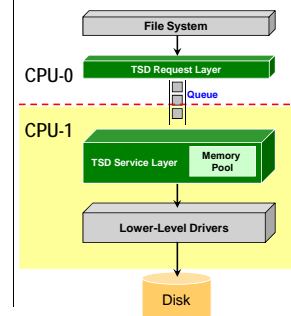 File System
CPU-0
TSD Request Layer
Queue
CPU-1
TSD Service Layer
Memory
Pool
Lower-Level Drivers
Disk